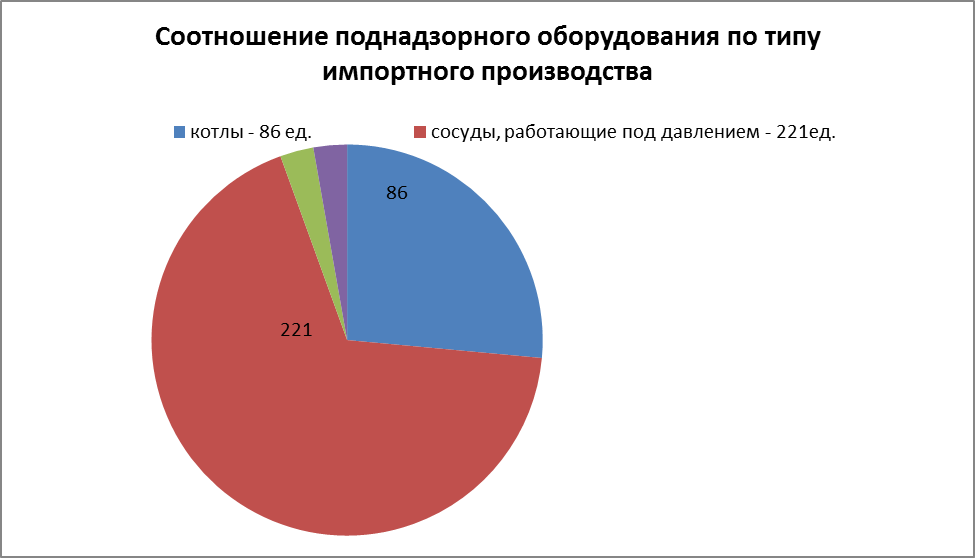 Соотношение поднадзорного оборудования по типу
импортного производства
котлы - 86 ед.
сосуды, работающие под давлением - 221ед.
86
221